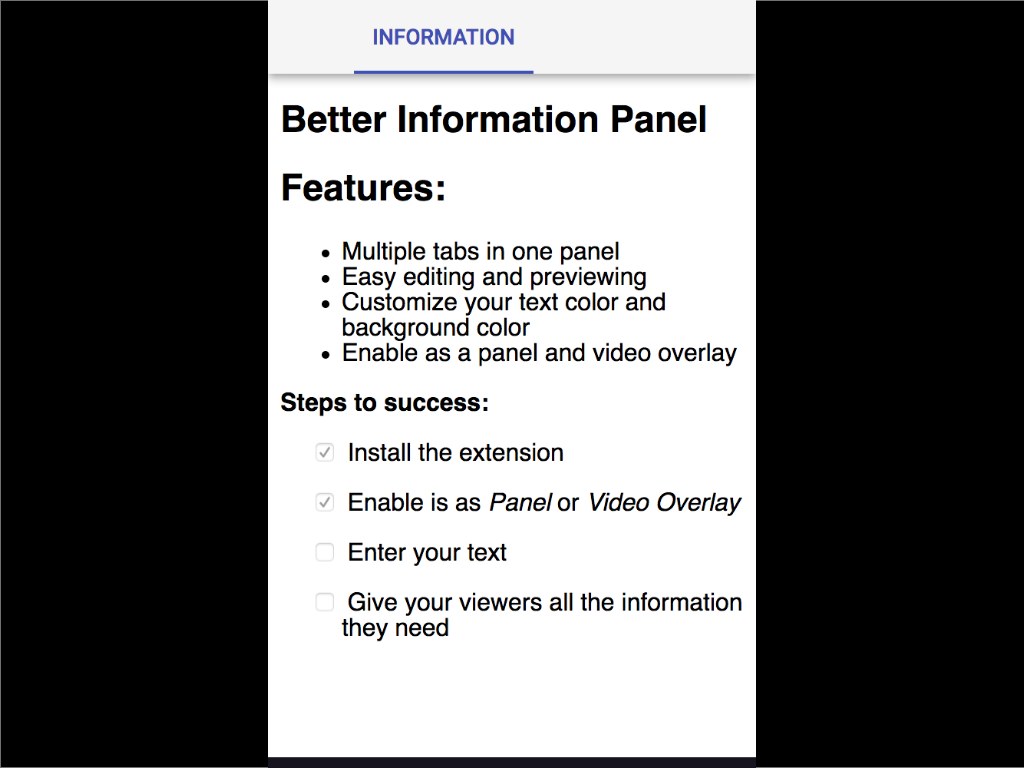 INFORMATION
Better Information Panel
Features:
Multiple tabs in one panel
Easy editing and previewing
Customize your text color and
background color
Enable as a panel and video overlay
Steps to success:
Install the extension
Enable is as Panel or Video Overlay
Enter your text
Give your viewers all the information
they need